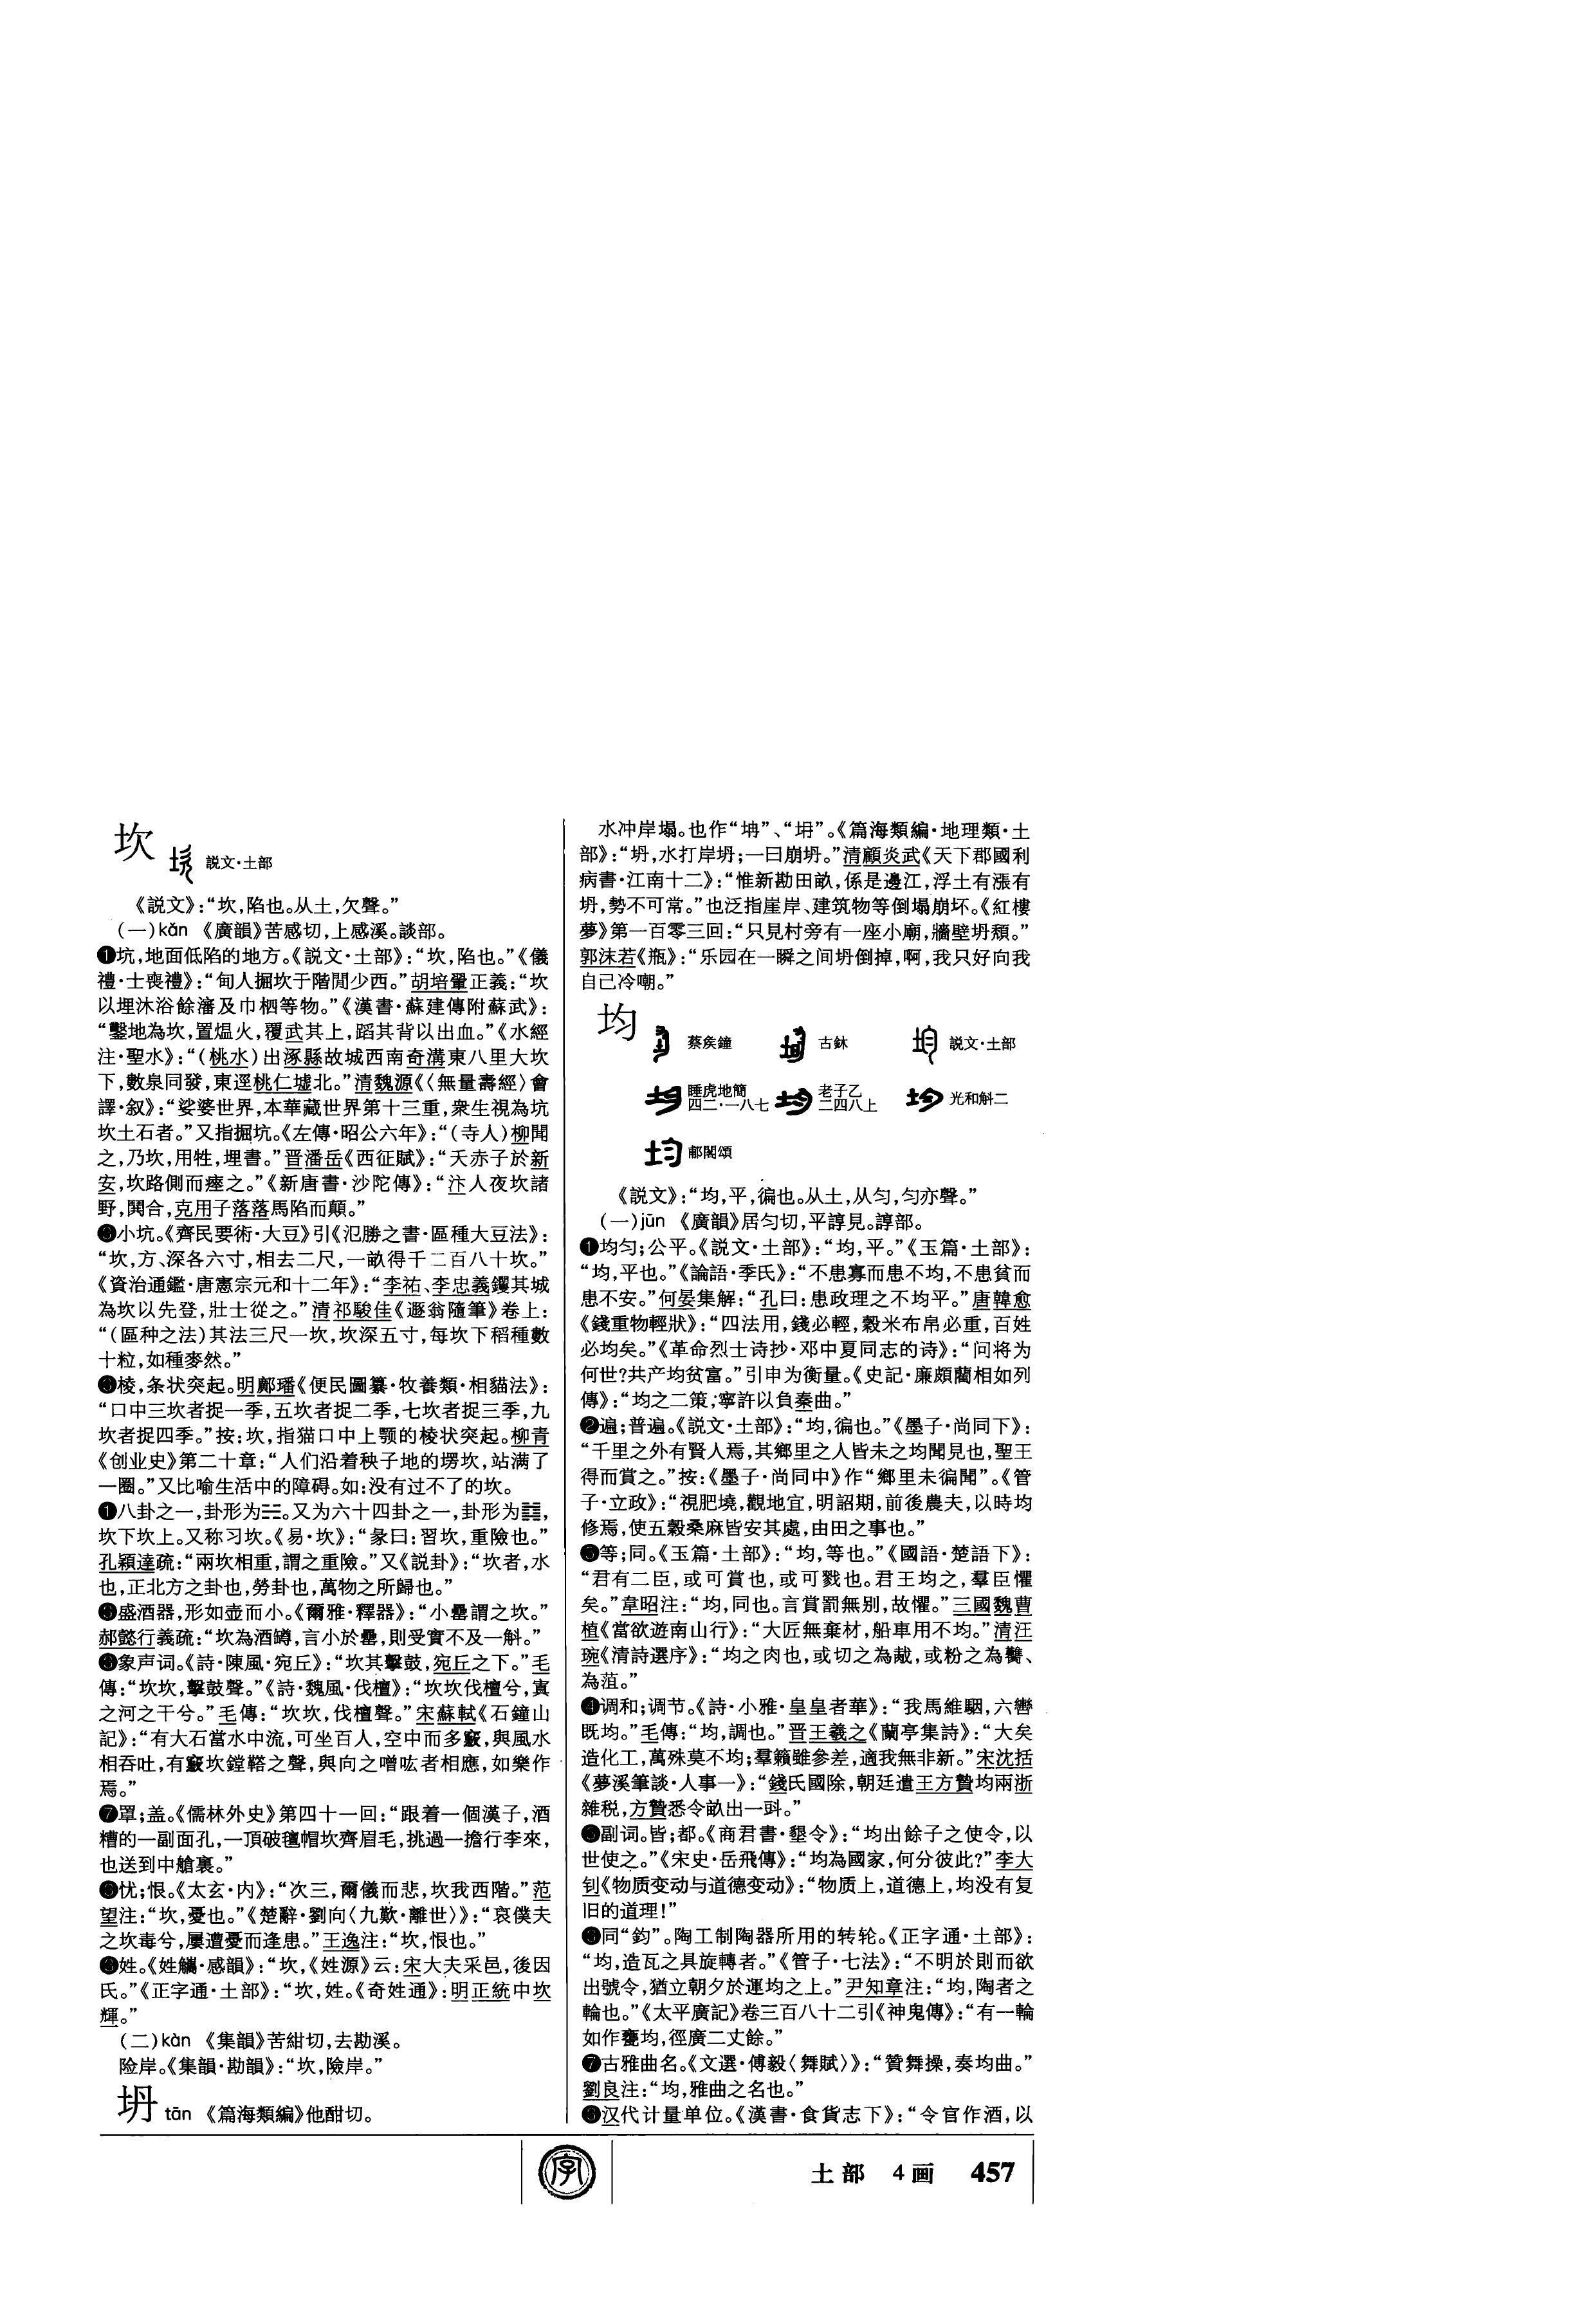 坎 説文·土部
《説文》：“坎，陷也。从土，欠聲。”
（一）kǎn 《廣韻》苦感切，上感溪。談部。
❶坑，地面低陷的地方。《説文·土部》：“坎，陷也。”《儀
禮·士喪禮》：“甸人掘坎于階閒少西。”胡培翬正義：“坎
以埋沐浴餘潘及巾柶等物。”《漢書·蘇建傳附蘇武》：
“鑿地為坎，置煴火，覆武其上，蹈其背以出血。”《水經
注·聖水》：“（桃水）出涿縣故城西南奇溝東八里大坎
下，數泉同發，東逕桃仁墟北。”清魏源《〈無量壽經〉會
譯·叙》：“娑婆世界，本華藏世界第十三重，衆生視為坑
坎土石者。”又指掘坑。《左傳·昭公六年》：“（寺人）柳聞
之，乃坎，用牲，埋書。”晋潘岳《西征賦》：“夭赤子於新
安，坎路側而瘞之。”《新唐書·沙陀傳》：“汴人夜坎諸
野，鬨合，克用子落落馬陷而顛。”
❷小坑。《齊民要術·大豆》引《氾勝之書·區種大豆法》：
“坎，方、深各六寸，相去二尺，一畝得千二百八十坎。”
《資治通鑑·唐憲宗元和十二年》：“李祐、李忠義钁其城
為坎以先登，壯士從之。”清祁駿佳《遯翁隨筆》卷上：
“（區种之法）其法三尺一坎，坎深五寸，每坎下稻種數
十粒，如種麥然。”
❸棱，条状突起。明鄺璠《便民圖纂·牧養類·相貓法》：
“口中三坎者捉一季，五坎者捉二季，七坎者捉三季，九
坎者捉四季。”按：坎，指猫口中上颚的棱状突起。柳青
《创业史》第二十章：“人们沿着秧子地的塄坎，站满了
一圈。”又比喻生活中的障碍。如：没有过不了的坎。
❹八卦之一，卦形为☵。又为六十四卦之一，卦形为䷜，
坎下坎上。又称习坎。《易·坎》：“彖曰：習坎，重險也。”
孔穎達疏：“兩坎相重，謂之重險。”又《説卦》：“坎者，水
也，正北方之卦也，勞卦也，萬物之所歸也。”
❺盛酒器，形如壶而小。《爾雅·釋器》：“小罍謂之坎。”
郝懿行義疏：“坎為酒罇，言小於罍，則受實不及一斛。”
❻象声词。《詩·陳風·宛丘》：“坎其擊鼓，宛丘之下。”毛
傳：“坎坎，擊鼓聲。”《詩·魏風·伐檀》：“坎坎伐檀兮，寘
之河之干兮。”毛傳：“坎坎，伐檀聲。”宋蘇軾《石鐘山
記》：“有大石當水中流，可坐百人，空中而多竅，與風水
相吞吐，有竅坎鏜鞳之聲，與向之噌吰者相應，如樂作
焉。”
❼罩；盖。《儒林外史》第四十一回：“跟着一個漢子，酒
糟的一副面孔，一頂破氊帽坎齊眉毛，挑過一擔行李來，
也送到中艙裏。”
❽忧；恨。《太玄·内》：“次三，爾儀而悲，坎我西階。”范
望注：“坎，憂也。”《楚辭·劉向〈九歎·離世〉》：“哀僕夫
之坎毒兮，屢遭憂而逢患。”王逸注：“坎，恨也。”
❾姓。《姓觿·感韻》：“坎，《姓源》云：宋大夫采邑，後因
氏。”《正字通·土部》：“坎，姓。《奇姓通》：明正統中坎
輝。”
（二）kàn 《集韻》苦紺切，去勘溪。
险岸。《集韻·勘韻》：“坎，險岸。”
坍 tān 《篇海類編》他酣切。
水冲岸塌。也作“坩”、“坶”。《篇海類編·地理類·土
部》：“坍，水打岸坍；一曰崩坍。”清顧炎武《天下郡國利
病書·江南十二》：“惟新勘田畝，係是邊江，浮土有漲有
坍，勢不可常。”也泛指崖岸、建筑物等倒塌崩坏。《紅樓
夢》第一百零三回：“只見村旁有一座小廟，牆壁坍頽。”
郭沫若《瓶》：“乐园在一瞬之间坍倒掉，啊，我只好向我
自己冷嘲。”
均 蔡矦鐘 古鉥 説文·土部
睡虎地簡四二·一八七 老子乙二四八上 光和斛二
郙閣頌
《説文》：“均，平，徧也。从土，从匀，匀亦聲。”
（一）jūn 《廣韻》居匀切，平諄見。諄部。
❶均匀；公平。《説文·土部》：“均，平。”《玉篇·土部》：
“均，平也。”《論語·季氏》：“不患寡而患不均，不患貧而
患不安。”何晏集解：“孔曰：患政理之不均平。”唐韓愈
《錢重物輕狀》：“四法用，錢必輕，穀米布帛必重，百姓
必均矣。”《革命烈士诗抄·邓中夏同志的诗》：“问将为
何世？共产均贫富。”引申为衡量。《史記·廉頗藺相如列
傳》：“均之二策，寧許以負秦曲。”
❷遍；普遍。《説文·土部》：“均，徧也。”《墨子·尚同下》：
“千里之外有賢人焉，其鄉里之人皆未之均聞見也，聖王
得而賞之。”按：《墨子·尚同中》作“鄉里未徧聞”。《管
子·立政》：“視肥墝，觀地宜，明詔期，前後農夫，以時均
修焉，使五穀桑麻皆安其處，由田之事也。”
❸等；同。《玉篇·土部》：“均，等也。”《國語·楚語下》：
“君有二臣，或可賞也，或可戮也。君王均之，羣臣懼
矣。”韋昭注：“均，同也。言賞罰無别，故懼。”三國魏曹
植《當欲遊南山行》：“大匠無棄材，船車用不均。”清汪
琬《清詩選序》：“均之肉也，或切之為胾，或粉之為臡、
為菹。”
❹调和；调节。《詩·小雅·皇皇者華》：“我馬維駰，六轡
既均。”毛傳：“均，調也。”晋王羲之《蘭亭集詩》：“大矣
造化工，萬殊莫不均；羣籟雖參差，適我無非新。”宋沈括
《夢溪筆談·人事一》：“錢氏國除，朝廷遣王方贄均兩浙
雜税，方贄悉令畝出一㪷。”
❺副词。皆；都。《商君書·墾令》：“均出餘子之使令，以
世使之。”《宋史·岳飛傳》：“均為國家，何分彼此？”李大
钊《物质变动与道德变动》：“物质上，道德上，均没有复
旧的道理！”
❻同“鈞”。陶工制陶器所用的转轮。《正字通·土部》：
“均，造瓦之具旋轉者。”《管子·七法》：“不明於則而欲
出號令，猶立朝夕於運均之上。”尹知章注：“均，陶者之
輪也。”《太平廣記》卷三百八十二引《神鬼傳》：“有一輪
如作甕均，徑廣二丈餘。”
❼古雅曲名。《文選·傅毅〈舞賦〉》：“贊舞操，奏均曲。”
劉良注：“均，雅曲之名也。”
❽汉代计量单位。《漢書·食貨志下》：“令官作酒，以
字
土部 4画 457